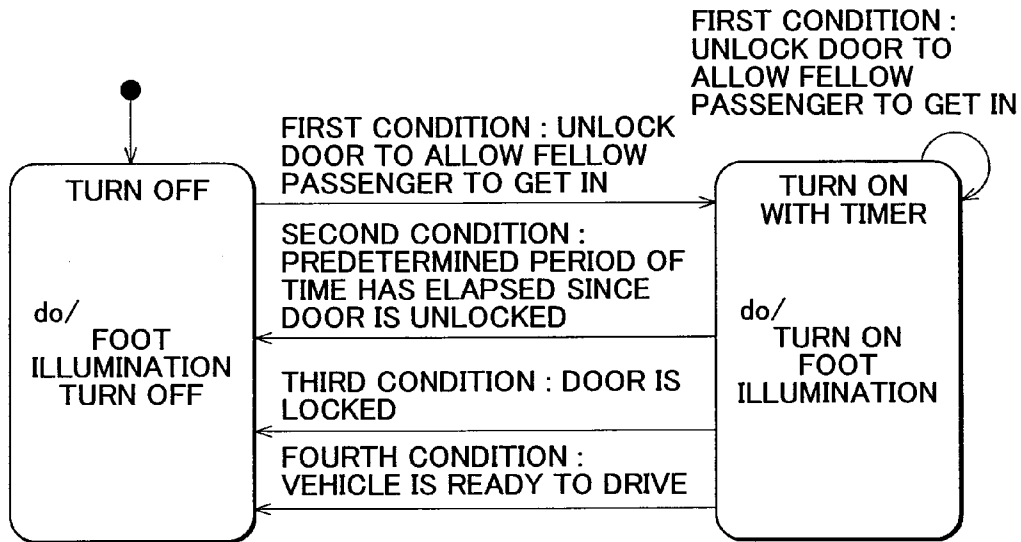 FIRST CONDITION :
UNLOCK DOOR TO
ALLOW FELLOW
PASSENGER TO GET IN
FIRST CONDITION : UNLOCK
DOOR TO ALLOW FELLOW
PASSENGER TO GET IN
TURN OFF
do/
FOOT
ILLUMINATION
TURN OFF
SECOND CONDITION :
PREDETERMINED PERIOD OF
TIME HAS ELAPSED SINCE
DOOR IS UNLOCKED
THIRD CONDITION : DOOR IS
LOCKED
FOURTH CONDITION :
VEHICLE IS READY TO DRIVE
TURN ON
WITH TIMER
do/
TURN ON
FOOT
ILLUMINATION